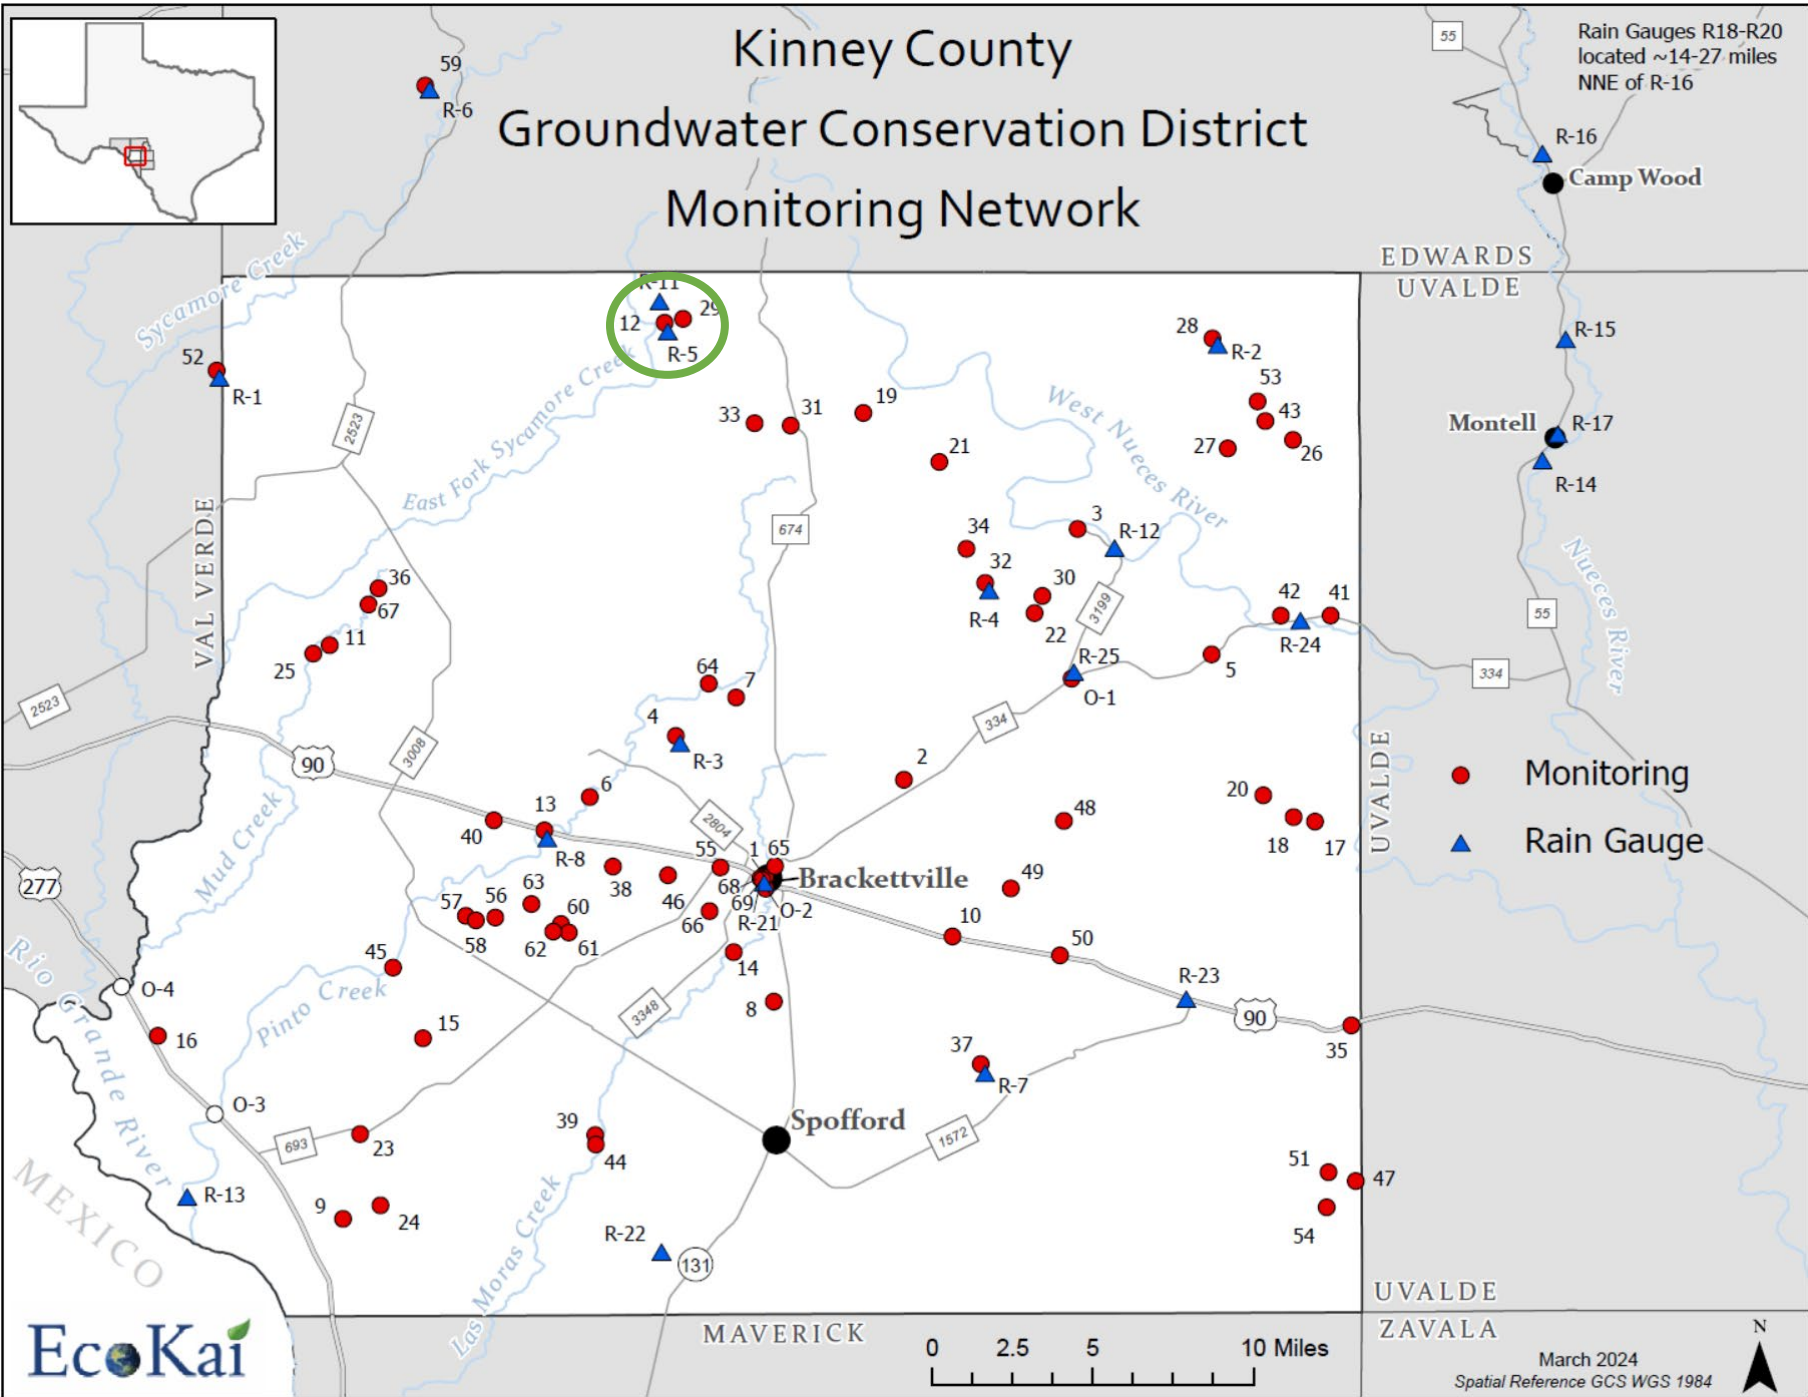 Kinney County
Groundwater Conservation District
Monitoring Network
55
Rain Gauges R18-R20
located ~14-27 miles
NNE of R-16
59
R-6
R-16
Camp Wood
EDWARDS
UVALDE
Sycamore Creek
R-11
12
29
R-5
28
R-2
R-15
52
R-1
2523
East Fork Sycamore Creek
33
31
19
53
43
26
27
Montell
R-17
R-14
21
West Nueces River
VAL VERDE
674
34
3
R-12
32
R-4
30
22
3199
36
67
11
25
42
41
R-24
55
Nueces River
R-25
O-1
5
334
2523
64
7
4
R-3
334
90
3008
2
UVALDE
Monitoring
Rain Gauge
6
13
40
R-8
2804
48
20
18
17
Mud Creek
277
55
1
65
Brackettville
38
46
68
69
O-2
R-21
66
49
57
56
63
60
58
62
61
10
50
45
14
R-23
Rio Grande River
O-4
Pinto Creek
3348
8
90
16
15
35
37
R-7
O-3
Spofford
39
44
693
23
1572
51
47
54
MEXICO
R-13
9
24
R-22
131
Las Moras Creek
UVALDE
ZAVALA
EcoKai
MAVERICK
0 2.5 5 10 Miles
N
March 2024
Spatial Reference GCS WGS 1984